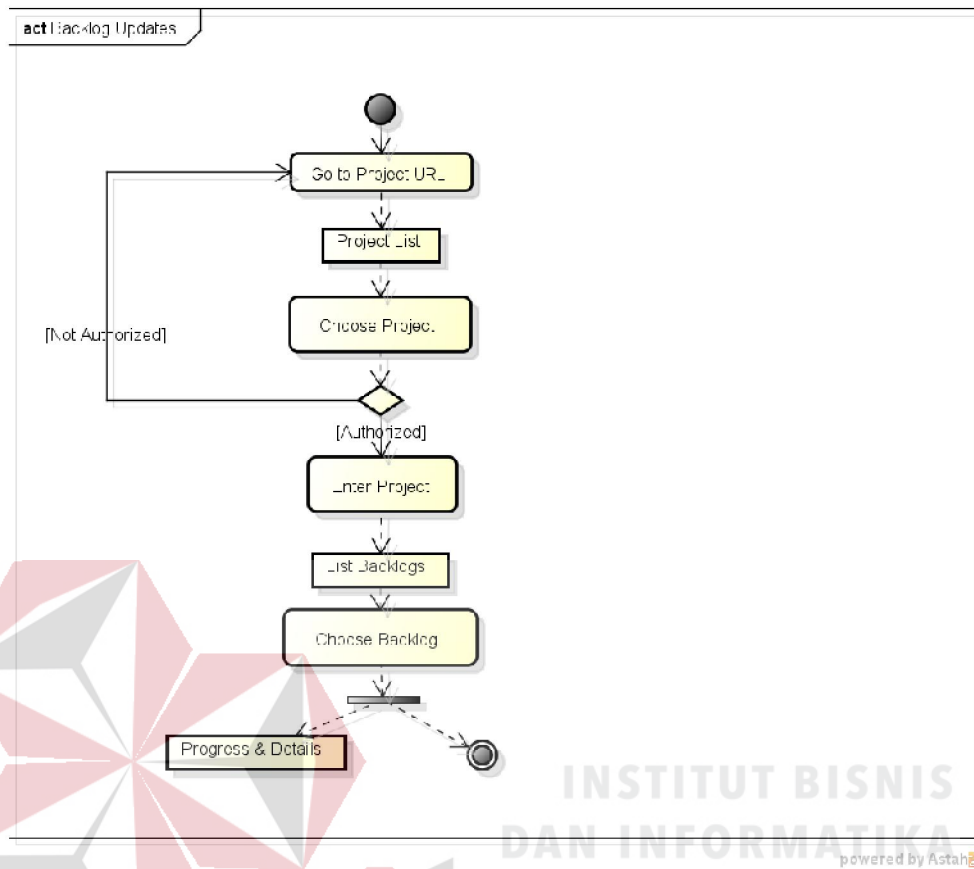 act Backlog Updates
Go to Project URL
Project List
Choose Project
[Not Authorized]
[Authorized]
Enter Project
List Backlogs
Choose Backlog
Progress & Details
INSTITUT BISNIS
DAN INFORMATIKA
powered by Astah